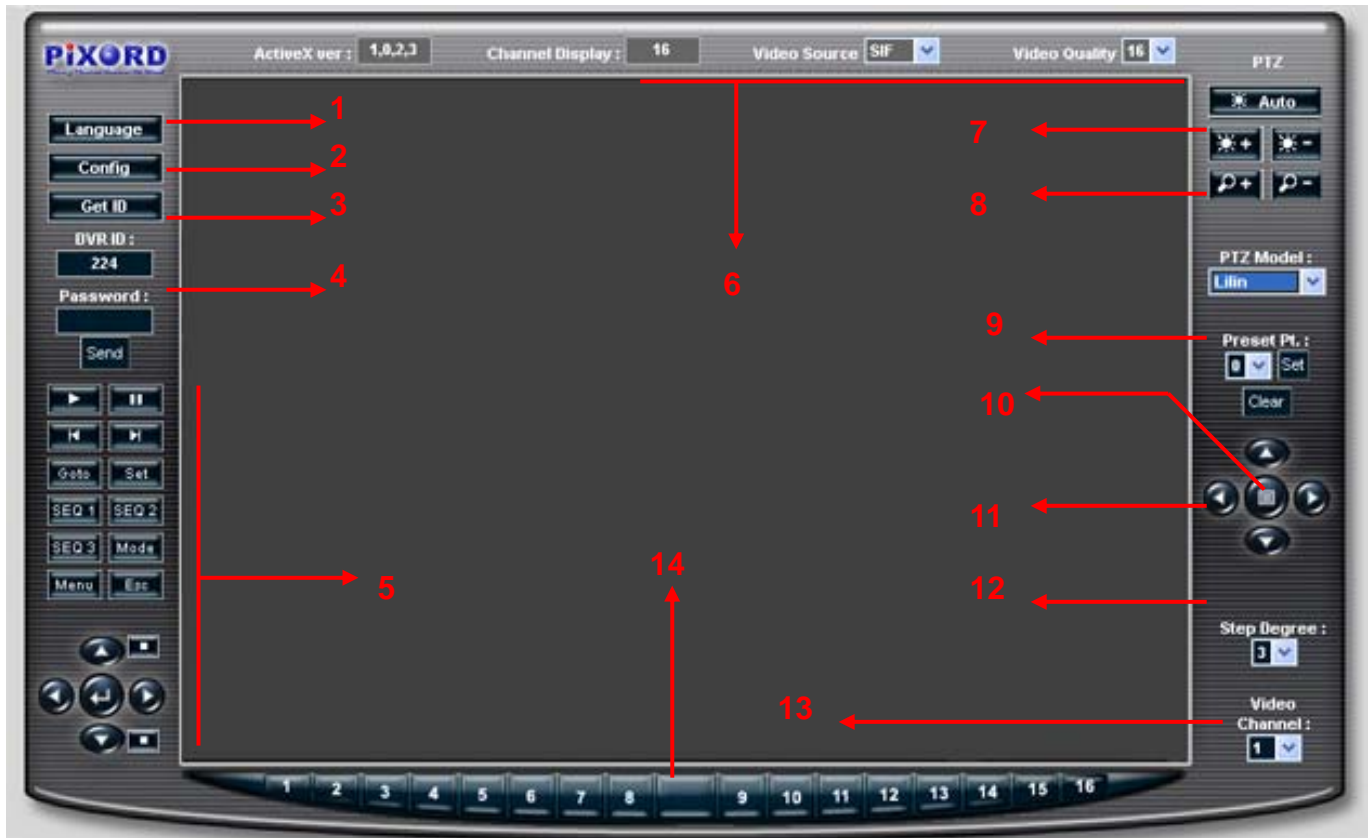 PiXORD
ActiveX ver : 1,0,2,3
Channel Display : 16
Video Source SIF
Video Quality 16
PTZ
Language
Config
Get ID
DVR ID :
224
Password :
Send
Goto Set
SEQ 1 SEQ 2
SEQ 3 Mode
Menu Esc
1
2
3
4
5
6
7
8
9
10
11
12
13
14
Auto
+ -
+ -
PTZ Model :
Lilin
Preset Pt. :
0 Set
Clear
Step Degree :
3
Video
Channel :
1
1 2 3 4 5 6 7 8 9 10 11 12 13 14 15 16